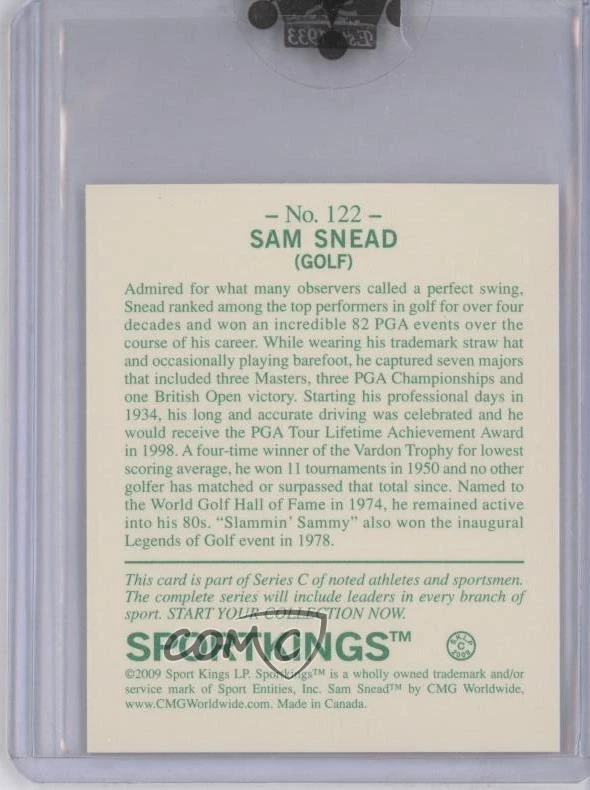 Est 1933
– No. 122 –
SAM SNEAD
(GOLF)
Admired for what many observers called a perfect swing,
Snead ranked among the top performers in golf for over four
decades and won an incredible 82 PGA events over the
course of his career. While wearing his trademark straw hat
and occasionally playing barefoot, he captured seven majors
that included three Masters, three PGA Championships and
one British Open victory. Starting his professional days in
1934, his long and accurate driving was celebrated and he
would receive the PGA Tour Lifetime Achievement Award
in 1998. A four-time winner of the Vardon Trophy for lowest
scoring average, he won 11 tournaments in 1950 and no other
golfer has matched or surpassed that total since. Named to
the World Golf Hall of Fame in 1974, he remained active
into his 80s. “Slammin’ Sammy” also won the inaugural
Legends of Golf event in 1978.
This card is part of Series C of noted athletes and sportsmen.
The complete series will include leaders in every branch of
sport. START YOUR COLLECTION NOW.
SPORTKINGS™
COMC
S.K.L.P.
C
2009
©2009 Sport Kings LP. Sportkings™ is a wholly owned trademark and/or
service mark of Sport Entities, Inc. Sam Snead™ by CMG Worldwide,
www.CMGWorldwide.com. Made in Canada.